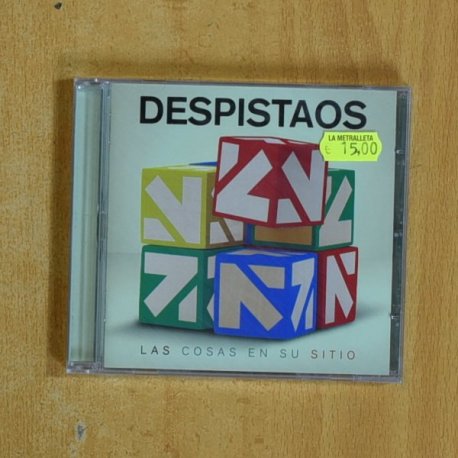 DESPISTAOS
LA METRALLETA
€ 15,00
LAS COSAS EN SU SITIO